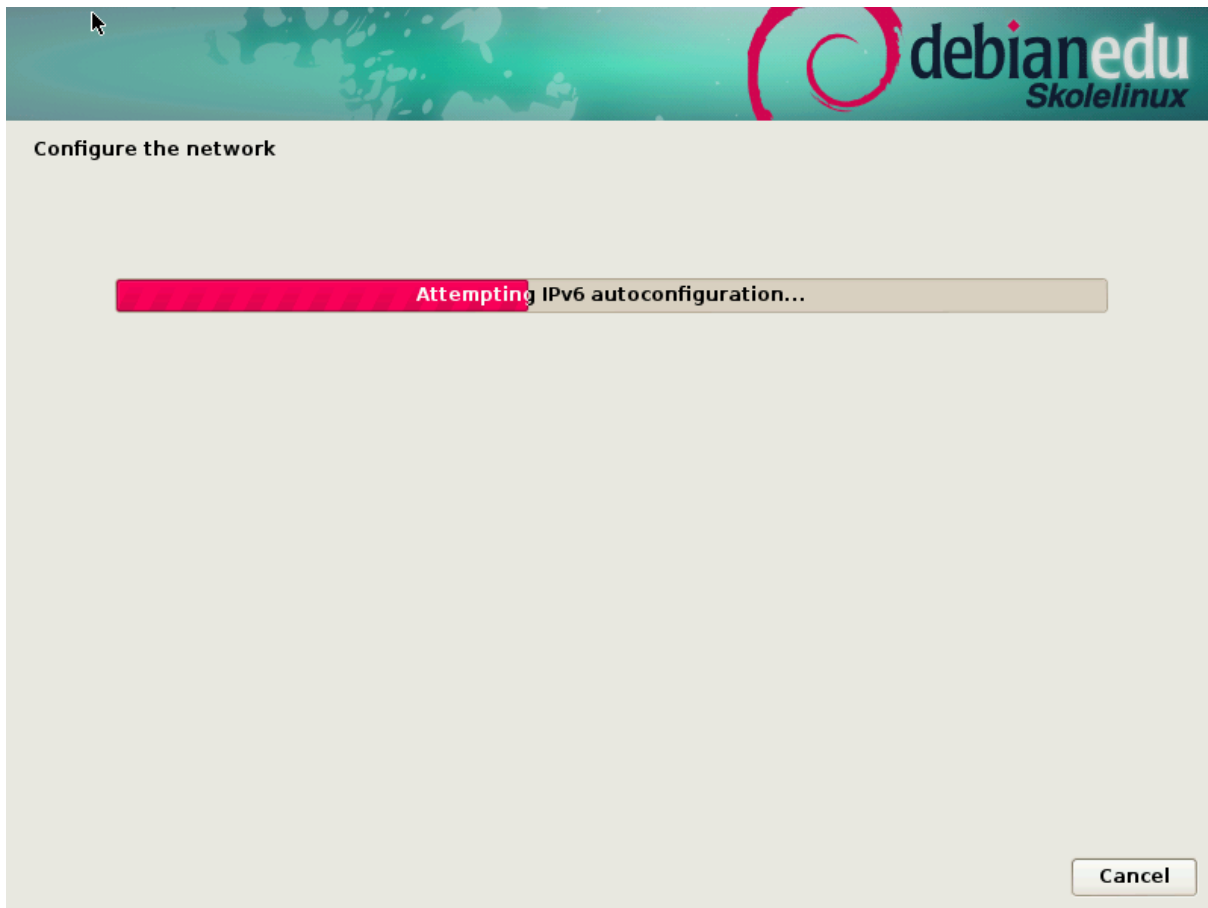 debianedu
Skolelinux
Configure the network
Attempting IPv6 autoconfiguration...
Cancel